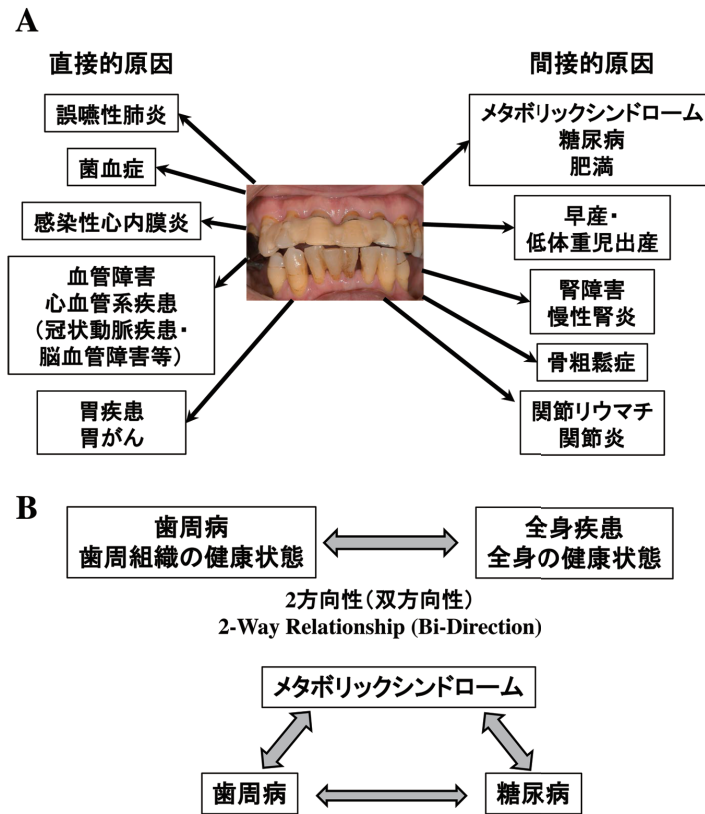 A
直接的原因
誤嚥性肺炎
菌血症
感染性心内膜炎
血管障害
心血管系疾患
（冠状動脈疾患・
脳血管障害等）
胃疾患
胃がん
間接的原因
メタボリックシンドローム
糖尿病
肥満
早産・
低体重児出産
腎障害
慢性腎炎
骨粗鬆症
関節リウマチ
関節炎
B
歯周病
歯周組織の健康状態
全身疾患
全身の健康状態
2方向性（双方向性）
2-Way Relationship (Bi-Direction)
メタボリックシンドローム
歯周病
糖尿病